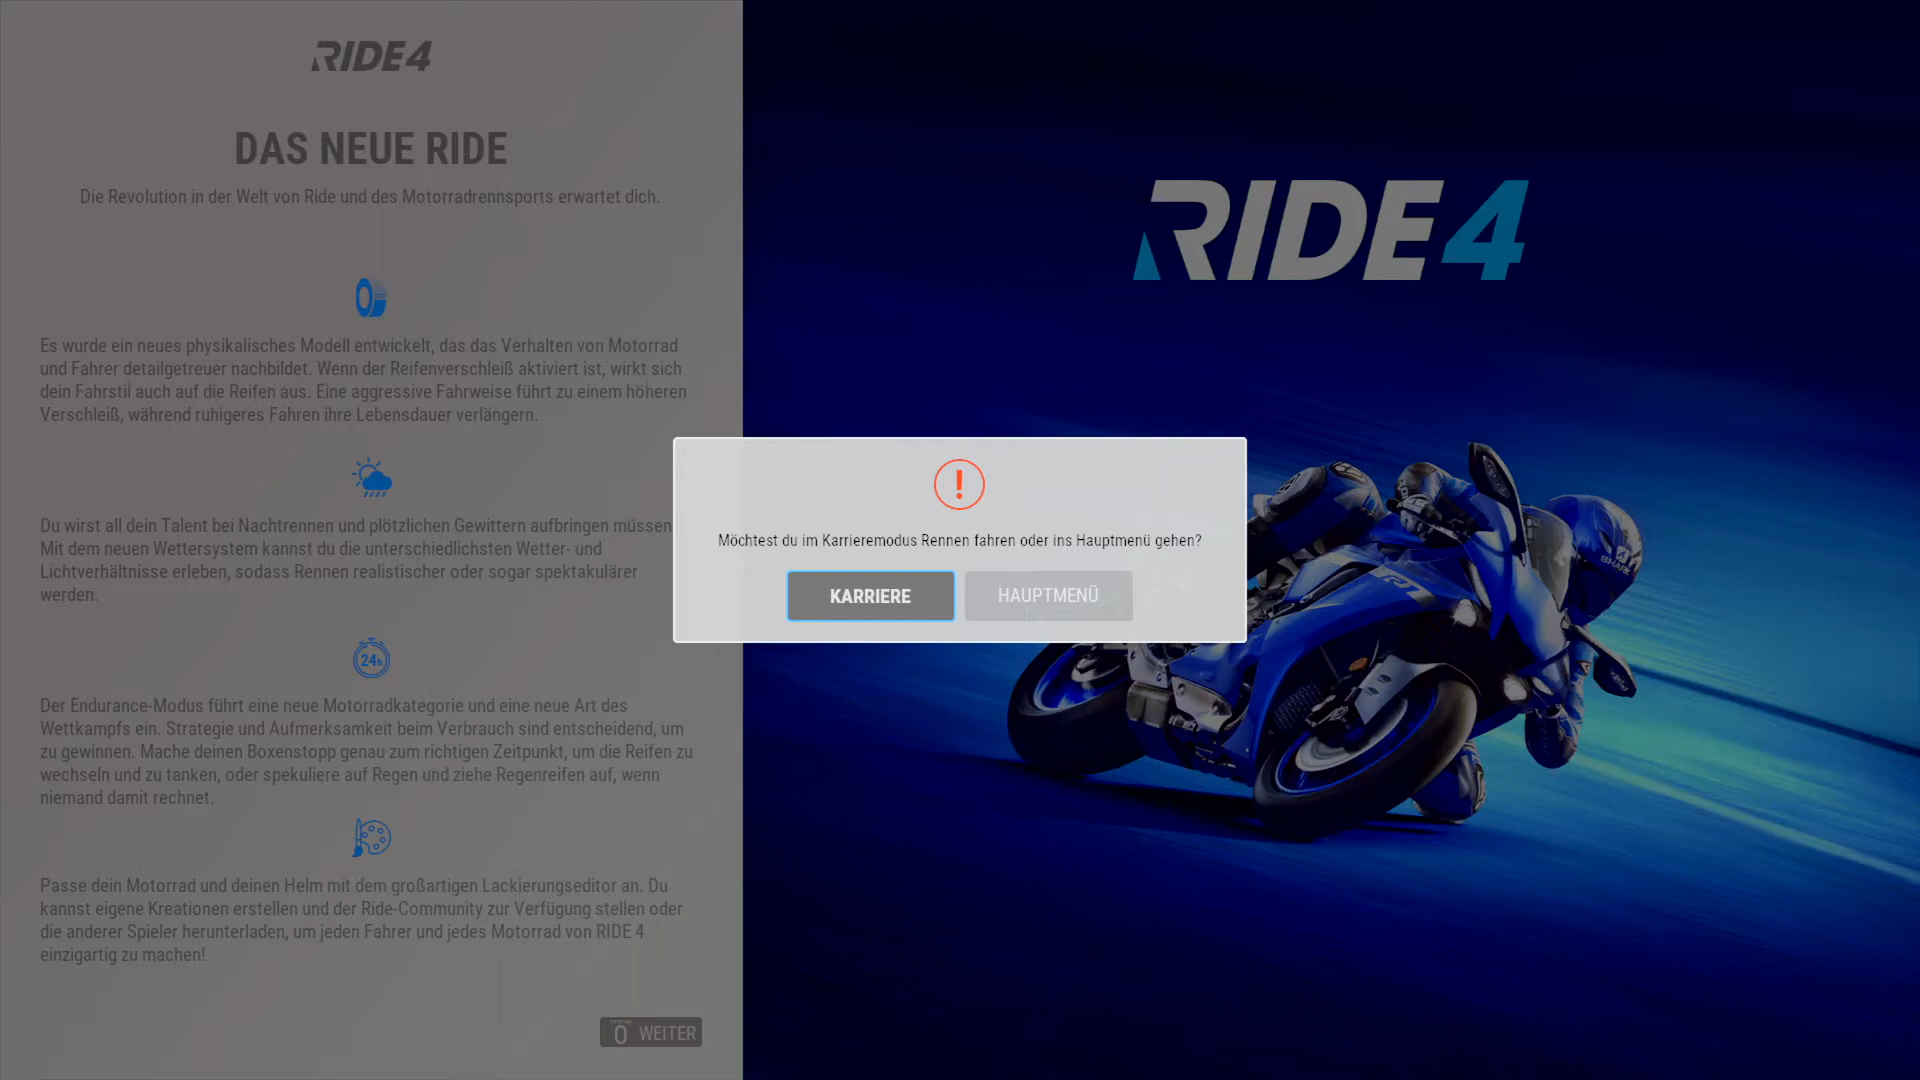 RIDE 4
DAS NEUE RIDE
Die Revolution in der Welt von Ride und des Motorradrennsports erwartet dich.
Es wurde ein neues physikalisches Modell entwickelt, das das Verhalten von Motorrad
und Fahrer detailgetreuer nachbildet. Wenn der Reifenverschleiß aktiviert ist, wirkt sich
dein Fahrstil auch auf die Reifen aus. Eine aggressive Fahrweise führt zu einem höheren
Verschleiß, während ruhigeres Fahren ihre Lebensdauer verlängern.
Du wirst all dein Talent bei Nachtrennen und plötzlichen Gewittern aufbringen müssen
Mit dem neuen Wettersystem kannst du die unterschiedlichsten Wetter- und
Lichtverhältnisse erleben, sodass Rennen realistischer oder sogar spektakulärer
werden.
24h
Der Endurance-Modus führt eine neue Motorradkategorie und eine neue Art des
Wettkampfs ein. Strategie und Aufmerksamkeit beim Verbrauch sind entscheidend, um
zu gewinnen. Mache deinen Boxenstopp genau zum richtigen Zeitpunkt, um die Reifen zu
wechseln und zu tanken, oder spekuliere auf Regen und ziehe Regenreifen auf, wenn
niemand damit rechnet.
Passe dein Motorrad und deinen Helm mit dem großartigen Lackierungseditor an. Du
kannst eigene Kreationen erstellen und der Ride-Community zur Verfügung stellen oder
die anderer Spieler herunterladen, um jeden Fahrer und jedes Motorrad von RIDE 4
einzigartig zu machen!
0 WEITER
RIDE 4
!
Möchtest du im Karrieremodus Rennen fahren oder ins Hauptmenü gehen?
KARRIERE
HAUPTMENÜ
R1
SHARK